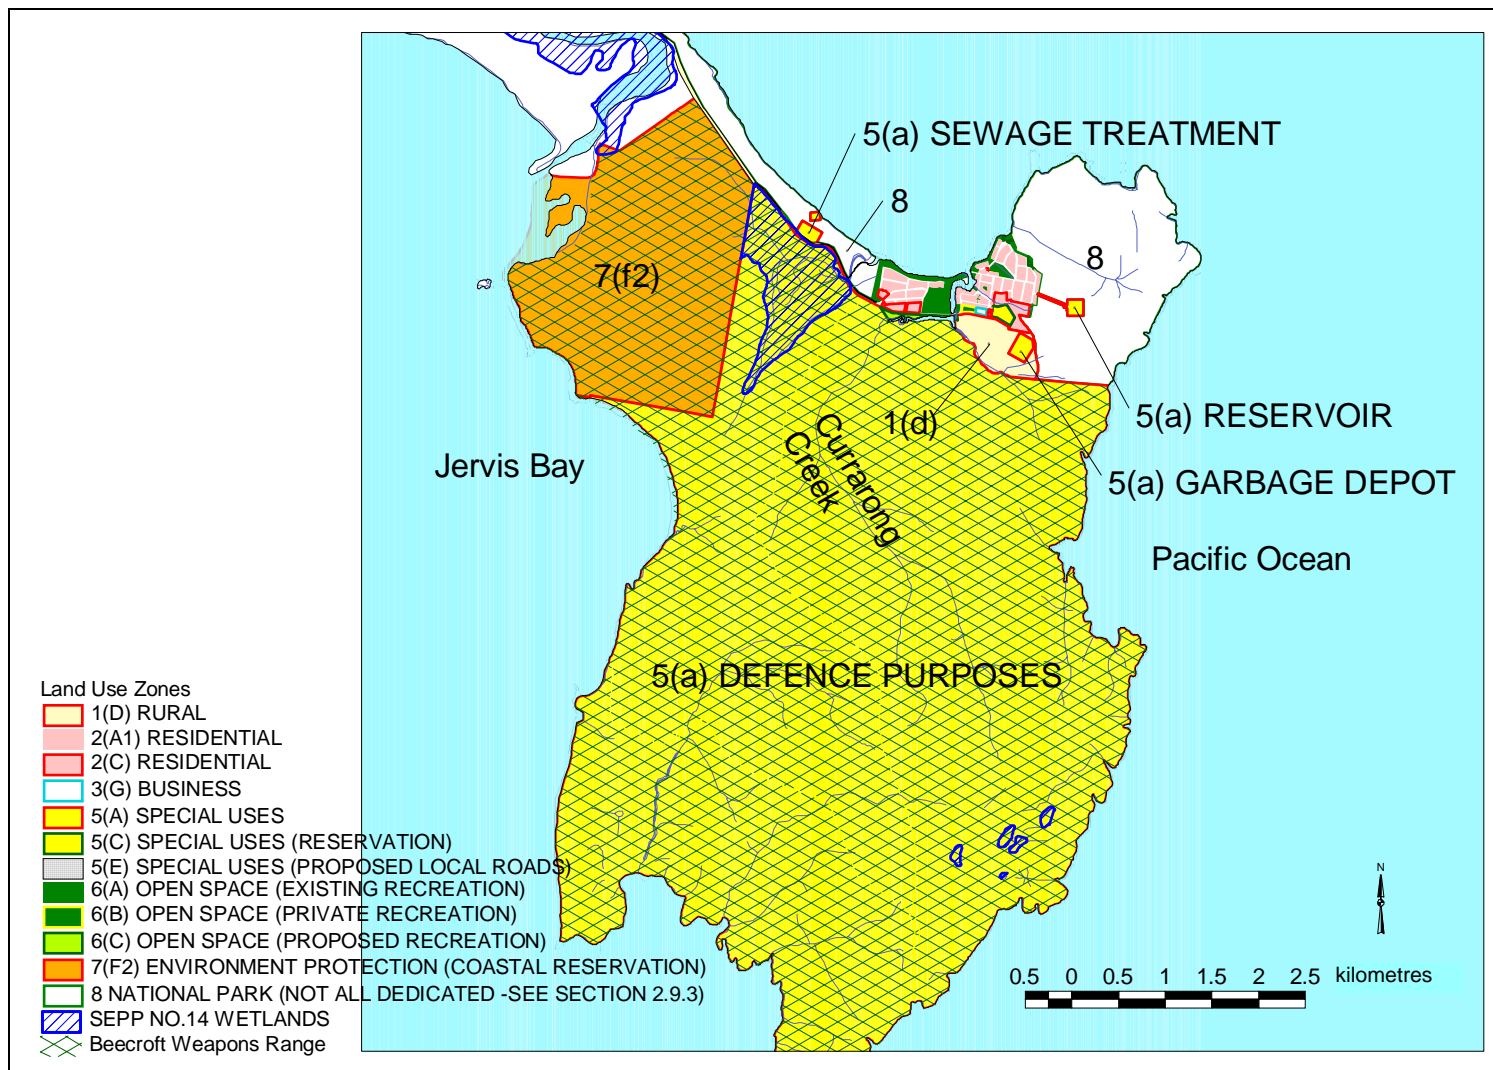 5(a) SEWAGE TREATMENT
8
8
7(f2)
5(a) RESERVOIR
1(d)
Currarong
Creek
Jervis Bay
5(a) GARBAGE DEPOT
Pacific Ocean
5(a) DEFENCE PURPOSES
Land Use Zones
1(D) RURAL
2(A1) RESIDENTIAL
2(C) RESIDENTIAL
3(G) BUSINESS
5(A) SPECIAL USES
5(C) SPECIAL USES (RESERVATION)
5(E) SPECIAL USES (PROPOSED LOCAL ROADS)
6(A) OPEN SPACE (EXISTING RECREATION)
6(B) OPEN SPACE (PRIVATE RECREATION)
6(C) OPEN SPACE (PROPOSED RECREATION)
7(F2) ENVIRONMENT PROTECTION (COASTAL RESERVATION)
8 NATIONAL PARK (NOT ALL DEDICATED -SEE SECTION 2.9.3)
SEPP NO.14 WETLANDS
Beecroft Weapons Range
N
0.5 0 0.5 1 1.5 2 2.5 kilometres